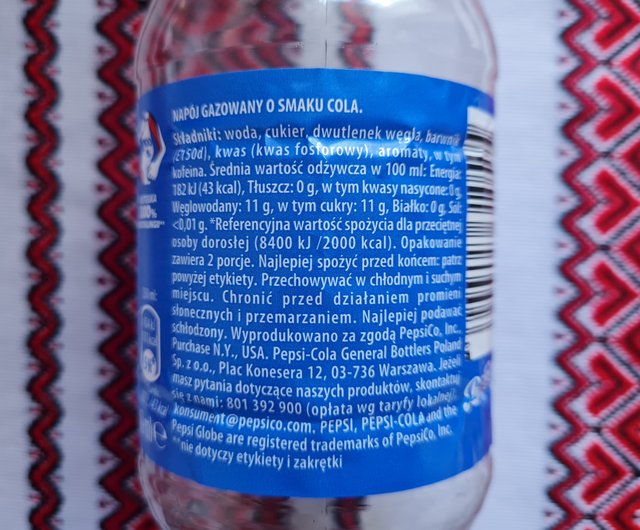 NAPÓJ GAZOWANY O SMAKU COLA.
Składniki: woda, cukier, dwutlenek węgla, barwnik
(E150d), kwas (kwas fosforowy), aromaty, w tym
kofeina. Średnia wartość odżywcza w 100 ml: Energia:
182 kJ (43 kcal), Tłuszcz: 0 g, w tym kwasy nasycone: 0 g,
Węglowodany: 11 g, w tym cukry: 11 g, Białko: 0 g, Sól:
<0,01 g. *Referencyjna wartość spożycia dla przeciętnej
osoby dorosłej (8400 kJ /2000 kcal). Opakowanie
zawiera 2 porcje. Najlepiej spożyć przed końcem: patrz
powyżej etykiety. Przechowywać w chłodnym i suchym
miejscu. Chronić przed działaniem promieni
słonecznych i przemarzaniem. Najlepiej podawać
schłodzony. Wyprodukowano za zgodą PepsiCo, Inc.,
Purchase N.Y., USA. Pepsi-Cola General Bottlers Poland
Sp. z o.o., Plac Konesera 12, 03-736 Warszawa. Jeżeli
masz pytania dotyczące naszych produktów, skontaktuj
się z nami: 801 392 900 (opłata wg taryfy lokalnej),
konsument@pepsico.com. PEPSI, PEPSI-COLA and the
Pepsi Globe are registered trademarks of PepsiCo, Inc.
**nie dotyczy etykiety i zakrętki
100%
kcal
ml e